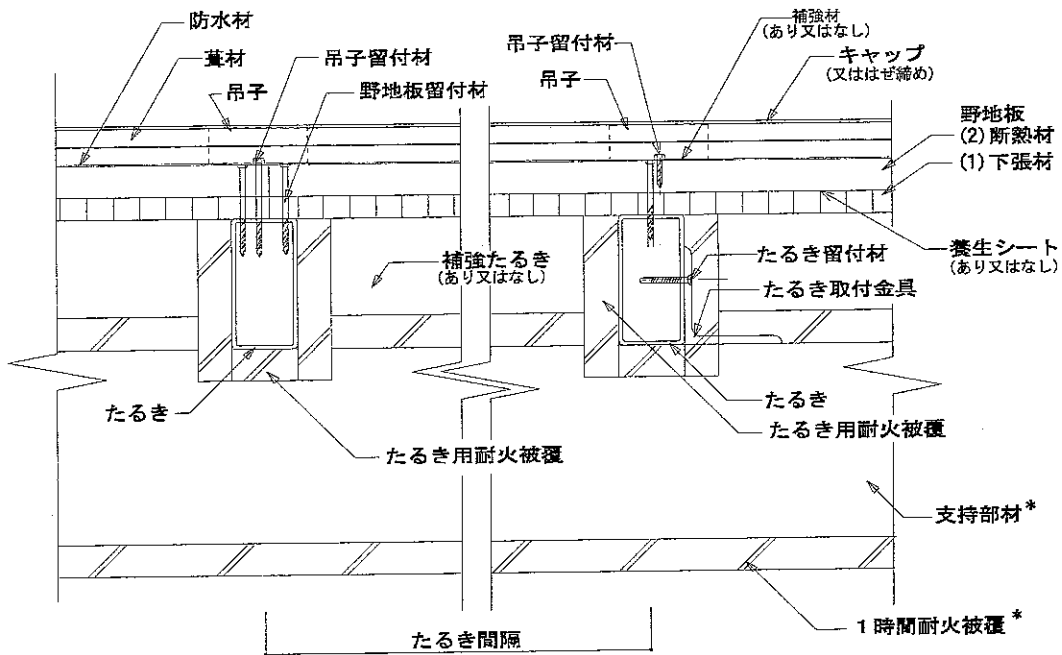 防水材
葺材
吊子留付材
吊子
野地板留付材
補強材
(あり又はなし)
吊子留付材
キャップ
(又ははぜ締め)
吊子
野地板
(2) 断熱材
(1) 下張材
養生シート
(あり又はなし)
補強たるき
(あり又はなし)
たるき留付材
たるき取付金具
たるき
たるき用耐火被覆
たるき
たるき用耐火被覆
支持部材*
1時間耐火被覆*
たるき間隔